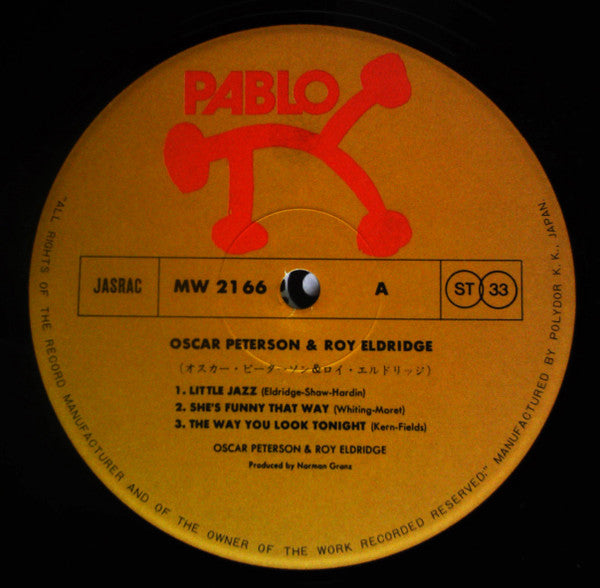 PABLO
JASRAC
MW 2166
A
ST 33
OSCAR PETERSON & ROY ELDRIDGE
(オスカー・ピーターソン&ロイ・エルドリッジ)
1. LITTLE JAZZ (Eldridge-Shaw-Hardin)
2. SHE'S FUNNY THAT WAY (Whiting-Moret)
3. THE WAY YOU LOOK TONIGHT (Kern-Fields)
OSCAR PETERSON & ROY ELDRIDGE
Produced by Norman Granz
"ALL RIGHTS OF THE RECORD MANUFACTURER AND OF THE OWNER OF THE WORK RECORDED RESERVED." MANUFACTURED BY POLYDOR K. K., JAPAN.